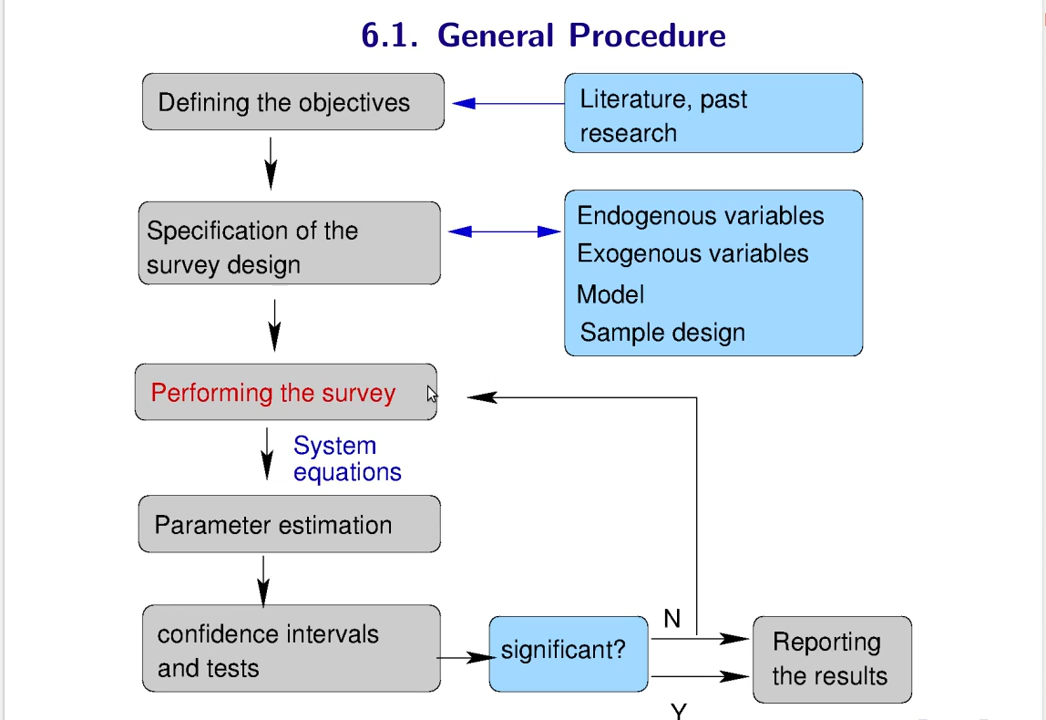 6.1. General Procedure
Defining the objectives
Literature, past
research
Specification of the
survey design
Endogenous variables
Exogenous variables
Model
Sample design
Performing the survey
System
equations
Parameter estimation
confidence intervals
and tests
significant?
N
Y
Reporting
the results